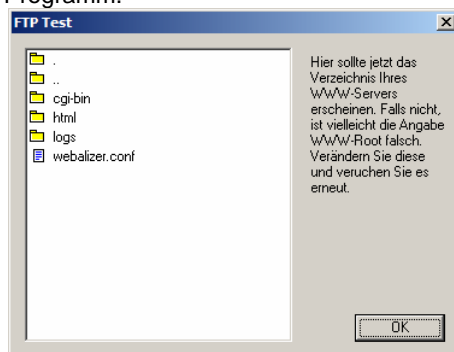 Programm.
FTP Test
.
..
cgi-bin
html
logs
webalizer.conf
Hier sollte jetzt das
Verzeichnis Ihres
WWW-Servers
erscheinen. Falls nicht,
ist vielleicht die Angabe
WWW-Root falsch.
Verändern Sie diese
und veruchen Sie es
erneut.
OK